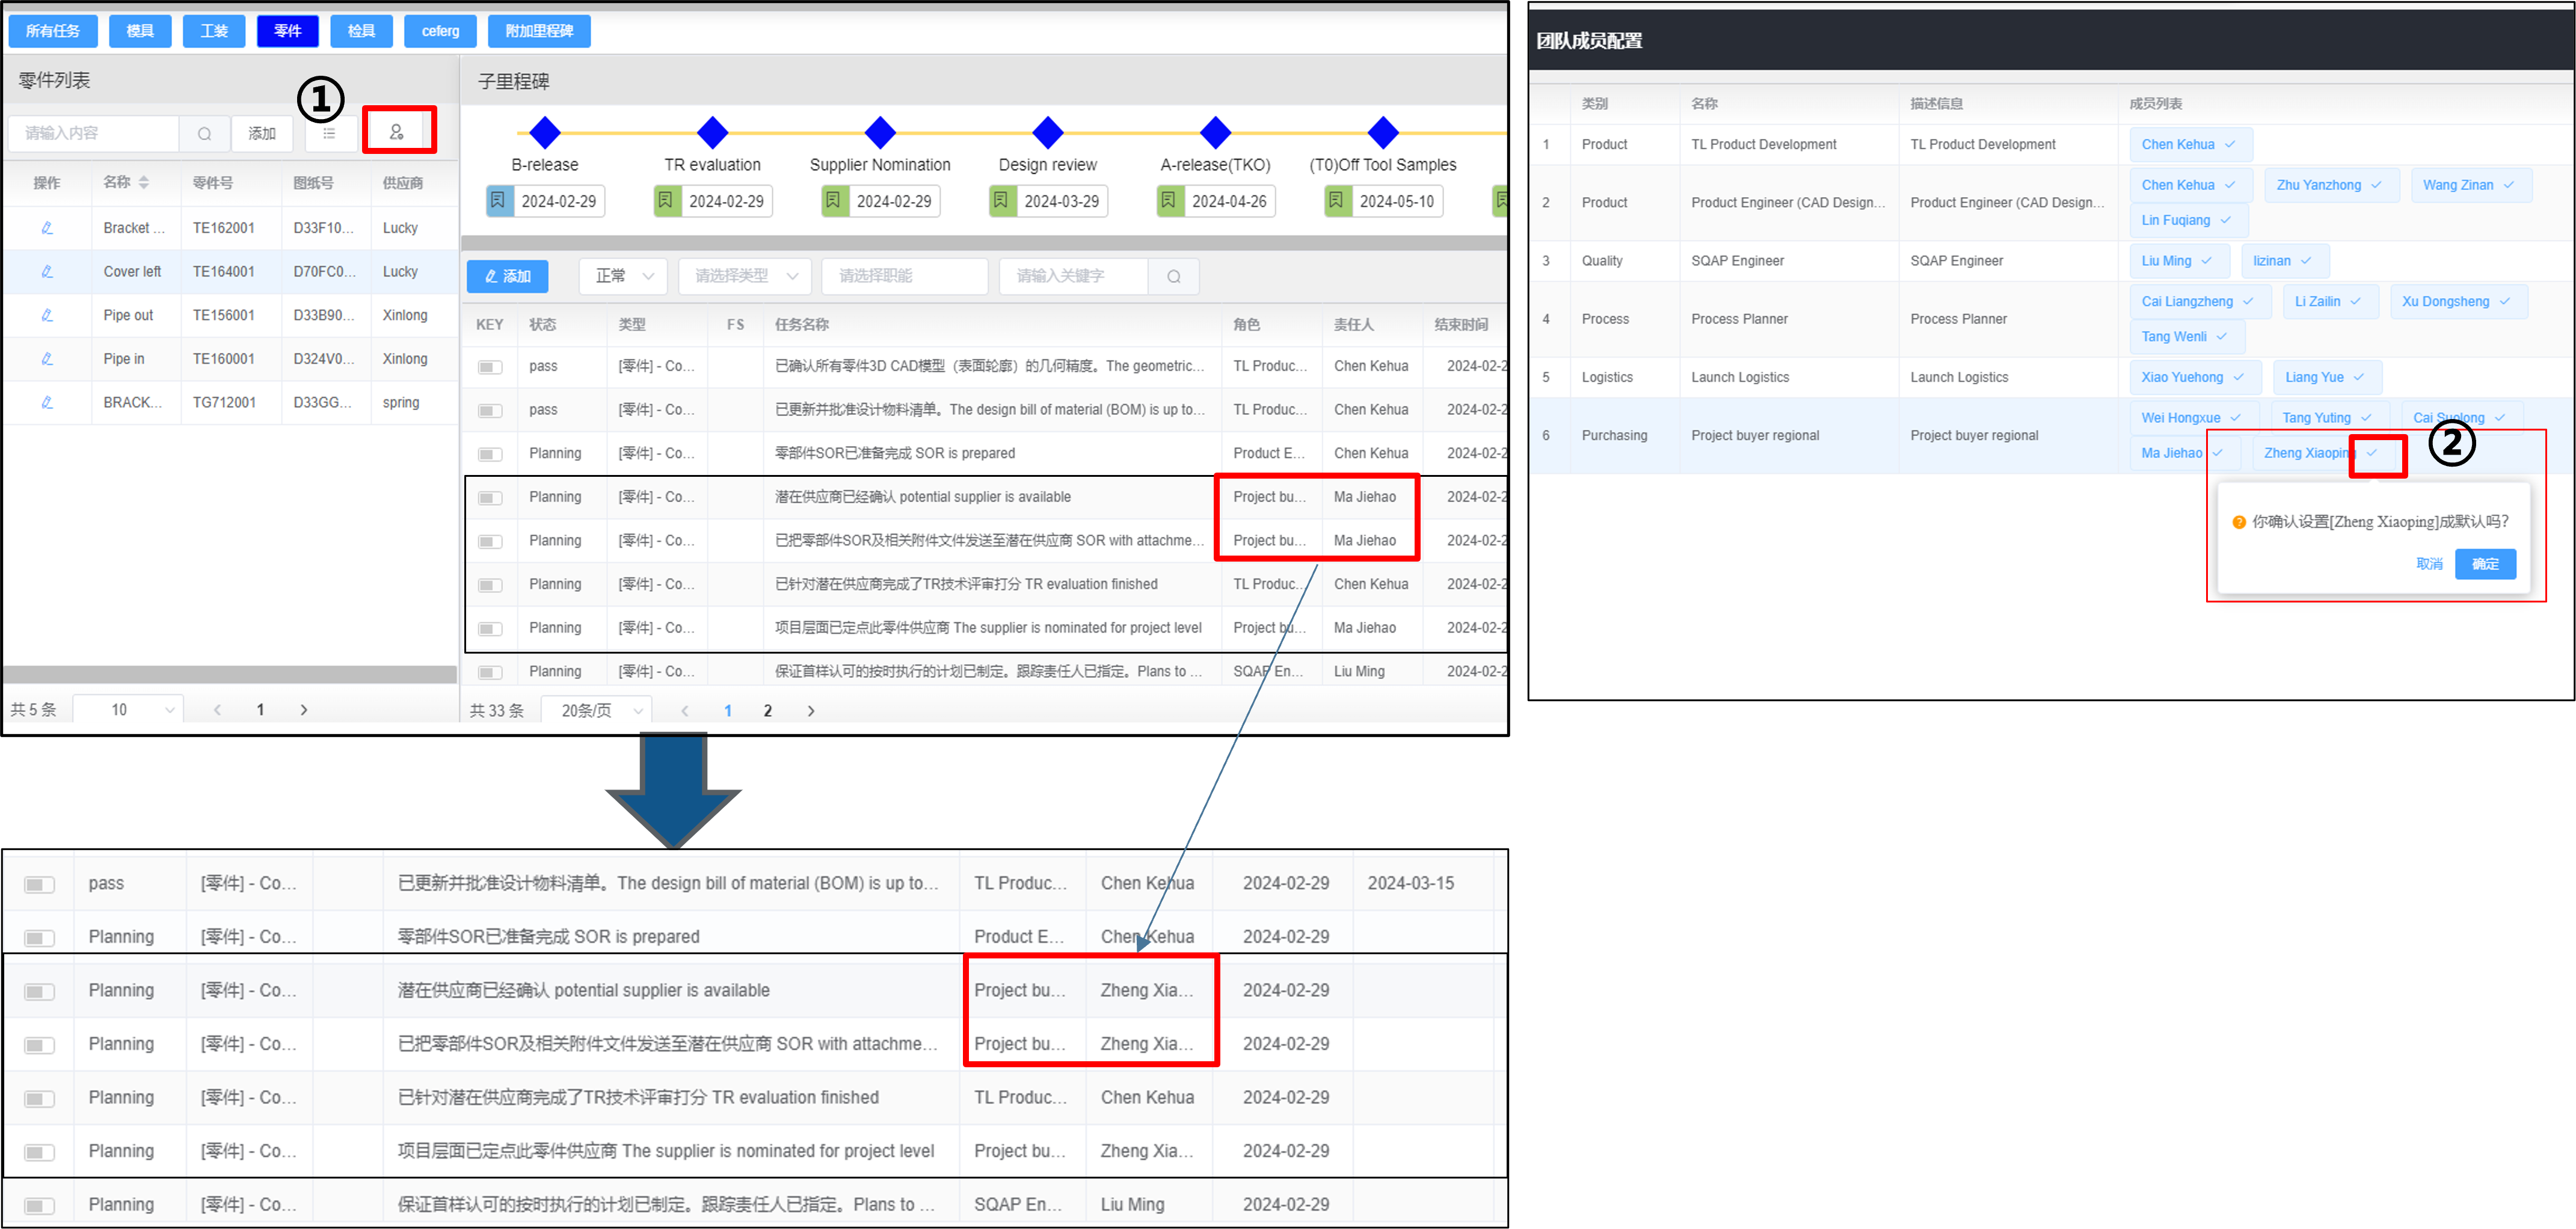 所有任务 模具 工装 零件 检具 ceferg 附加里程碑
零件列表
①
请输入内容 添加
操作 名称 零件号 图纸号 供应商
Bracket ... TE162001 D33F10... Lucky
Cover left TE164001 D70FC0... Lucky
Pipe out TE156001 D33B90... Xinlong
Pipe in TE160001 D324V0... Xinlong
BRACK... TG712001 D33GG... spring
共 5 条 10 1
子里程碑
B-release TR evaluation Supplier Nomination Design review A-release(TKO) (T0)Off Tool Samples
2024-02-29 2024-02-29 2024-02-29 2024-03-29 2024-04-26 2024-05-10
添加 正常 请选择类型 请选择职能 请输入关键字
KEY 状态 类型 FS 任务名称 角色 责任人 结束时间
pass [零件] - Co... 已确认所有零件3D CAD模型（表面轮廓）的几何精度。The geometric... TL Produc... Chen Kehua 2024-02-2
pass [零件] - Co... 已更新并批准设计物料清单。The design bill of material (BOM) is up to... TL Produc... Chen Kehua 2024-02-2
Planning [零件] - Co... 零部件SOR已准备完成 SOR is prepared Product E... Chen Kehua 2024-02-2
Planning [零件] - Co... 潜在供应商已经确认 potential supplier is available Project bu... Ma Jiehao 2024-02-2
Planning [零件] - Co... 已把零部件SOR及相关附件文件发送至潜在供应商 SOR with attachme... Project bu... Ma Jiehao 2024-02-2
Planning [零件] - Co... 已针对潜在供应商完成了TR技术评审打分 TR evaluation finished TL Produc... Chen Kehua 2024-02-2
Planning [零件] - Co... 项目层面已定点此零件供应商 The supplier is nominated for project level Project bu... Ma Jiehao 2024-02-2
Planning [零件] - Co... 保证首样认可的按时执行的计划已制定。跟踪责任人已指定。Plans to ... SQAP En... Liu Ming 2024-02-2
共 33 条 20条/页 1 2
团队成员配置
类别 名称 描述信息 成员列表
1 Product TL Product Development TL Product Development Chen Kehua
2 Product Product Engineer (CAD Design... Product Engineer (CAD Design... Chen Kehua Zhu Yanzhong Wang Zinan
Lin Fuqiang
3 Quality SQAP Engineer SQAP Engineer Liu Ming lizinan
4 Process Process Planner Process Planner Cai Liangzheng Li Zailin Xu Dongsheng
Tang Wenli
5 Logistics Launch Logistics Launch Logistics Xiao Yuehong Liang Yue
6 Purchasing Project buyer regional Project buyer regional Wei Hongxue Tang Yuting Cai Suolong
Ma Jiehao Zheng Xiaoping
②
你确认设置[Zheng Xiaoping]成默认吗?
取消 确定
pass [零件] - Co... 已更新并批准设计物料清单。The design bill of material (BOM) is up to... TL Produc... Chen Kehua 2024-02-29 2024-03-15
Planning [零件] - Co... 零部件SOR已准备完成 SOR is prepared Product E... Chen Kehua 2024-02-29
Planning [零件] - Co... 潜在供应商已经确认 potential supplier is available Project bu... Zheng Xia... 2024-02-29
Planning [零件] - Co... 已把零部件SOR及相关附件文件发送至潜在供应商 SOR with attachme... Project bu... Zheng Xia... 2024-02-29
Planning [零件] - Co... 已针对潜在供应商完成了TR技术评审打分 TR evaluation finished TL Produc... Chen Kehua 2024-02-29
Planning [零件] - Co... 项目层面已定点此零件供应商 The supplier is nominated for project level Project bu... Zheng Xia... 2024-02-29
Planning [零件] - Co... 保证首样认可的按时执行的计划已制定。跟踪责任人已指定。Plans to ... SQAP En... Liu Ming 2024-02-29